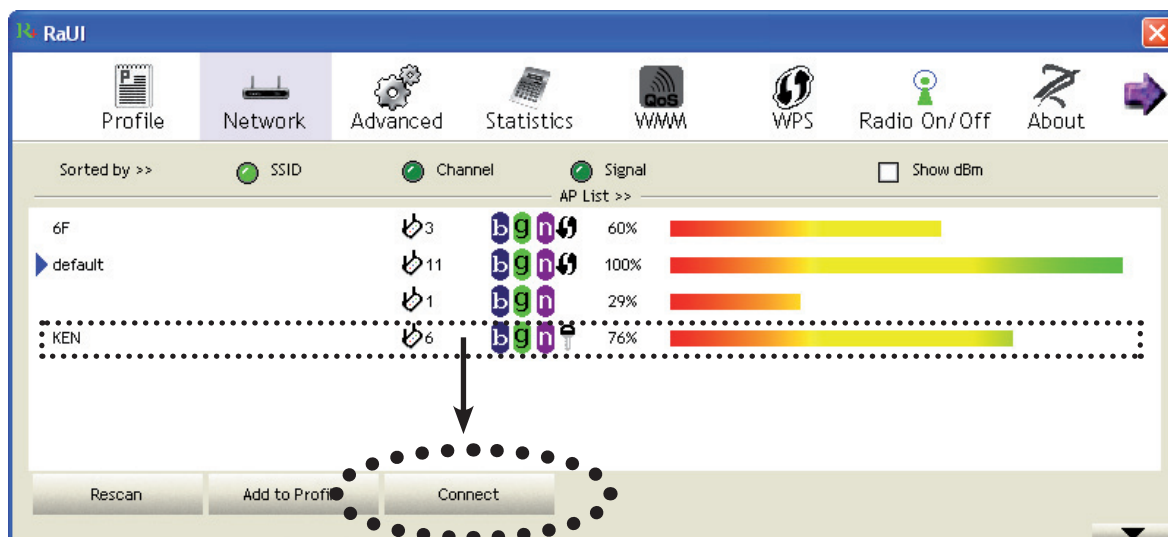 RaUI
Profile Network Advanced Statistics QoS WMM WPS Radio On/Off About
Sorted by >> SSID Channel Signal Show dBm
AP List >>
6F 3 b g n 60%
default 11 b g n 100%
1 b g n 29%
KEN 6 b g n 76%
Rescan Add to Connect